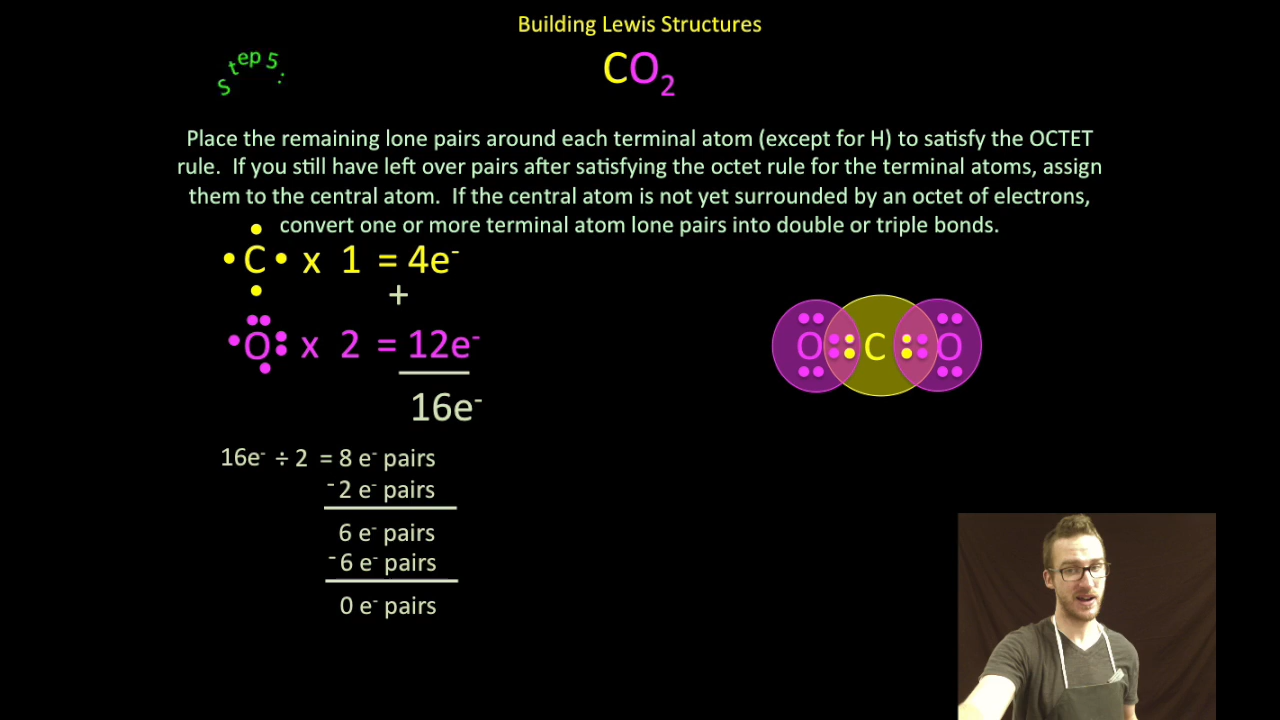 Building Lewis Structures
Step 5:
CO₂
Place the remaining lone pairs around each terminal atom (except for H) to satisfy the OCTET
rule. If you still have left over pairs after satisfying the octet rule for the terminal atoms, assign
them to the central atom. If the central atom is not yet surrounded by an octet of electrons,
convert one or more terminal atom lone pairs into double or triple bonds.
C x 1 = 4e⁻
+
O x 2 = 12e⁻
16e⁻
O C O
16e⁻ ÷ 2 = 8 e⁻ pairs
⁻2 e⁻ pairs
6 e⁻ pairs
⁻6 e⁻ pairs
0 e⁻ pairs